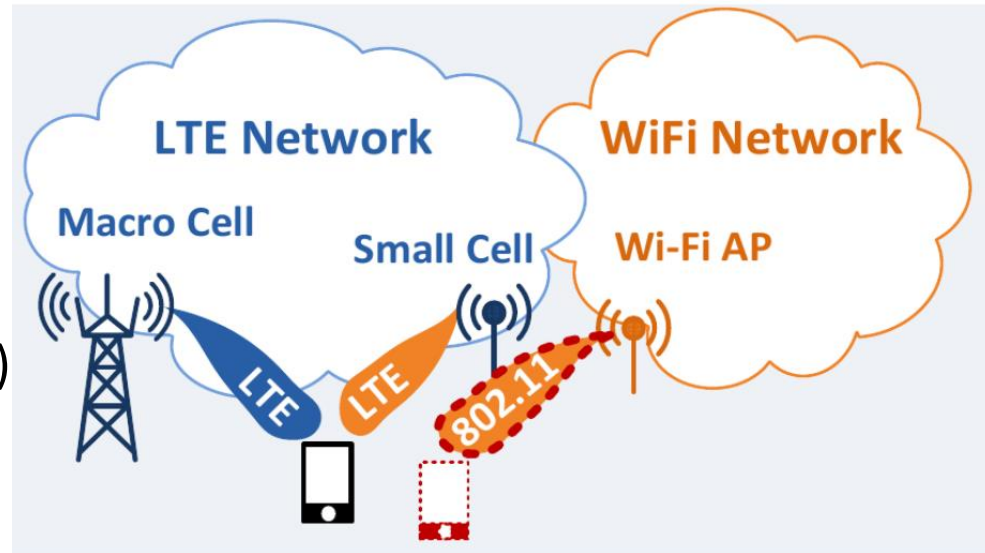 LTE Network
WiFi Network
Macro Cell
Small Cell
Wi-Fi AP
)
LTE
LTE
802.11